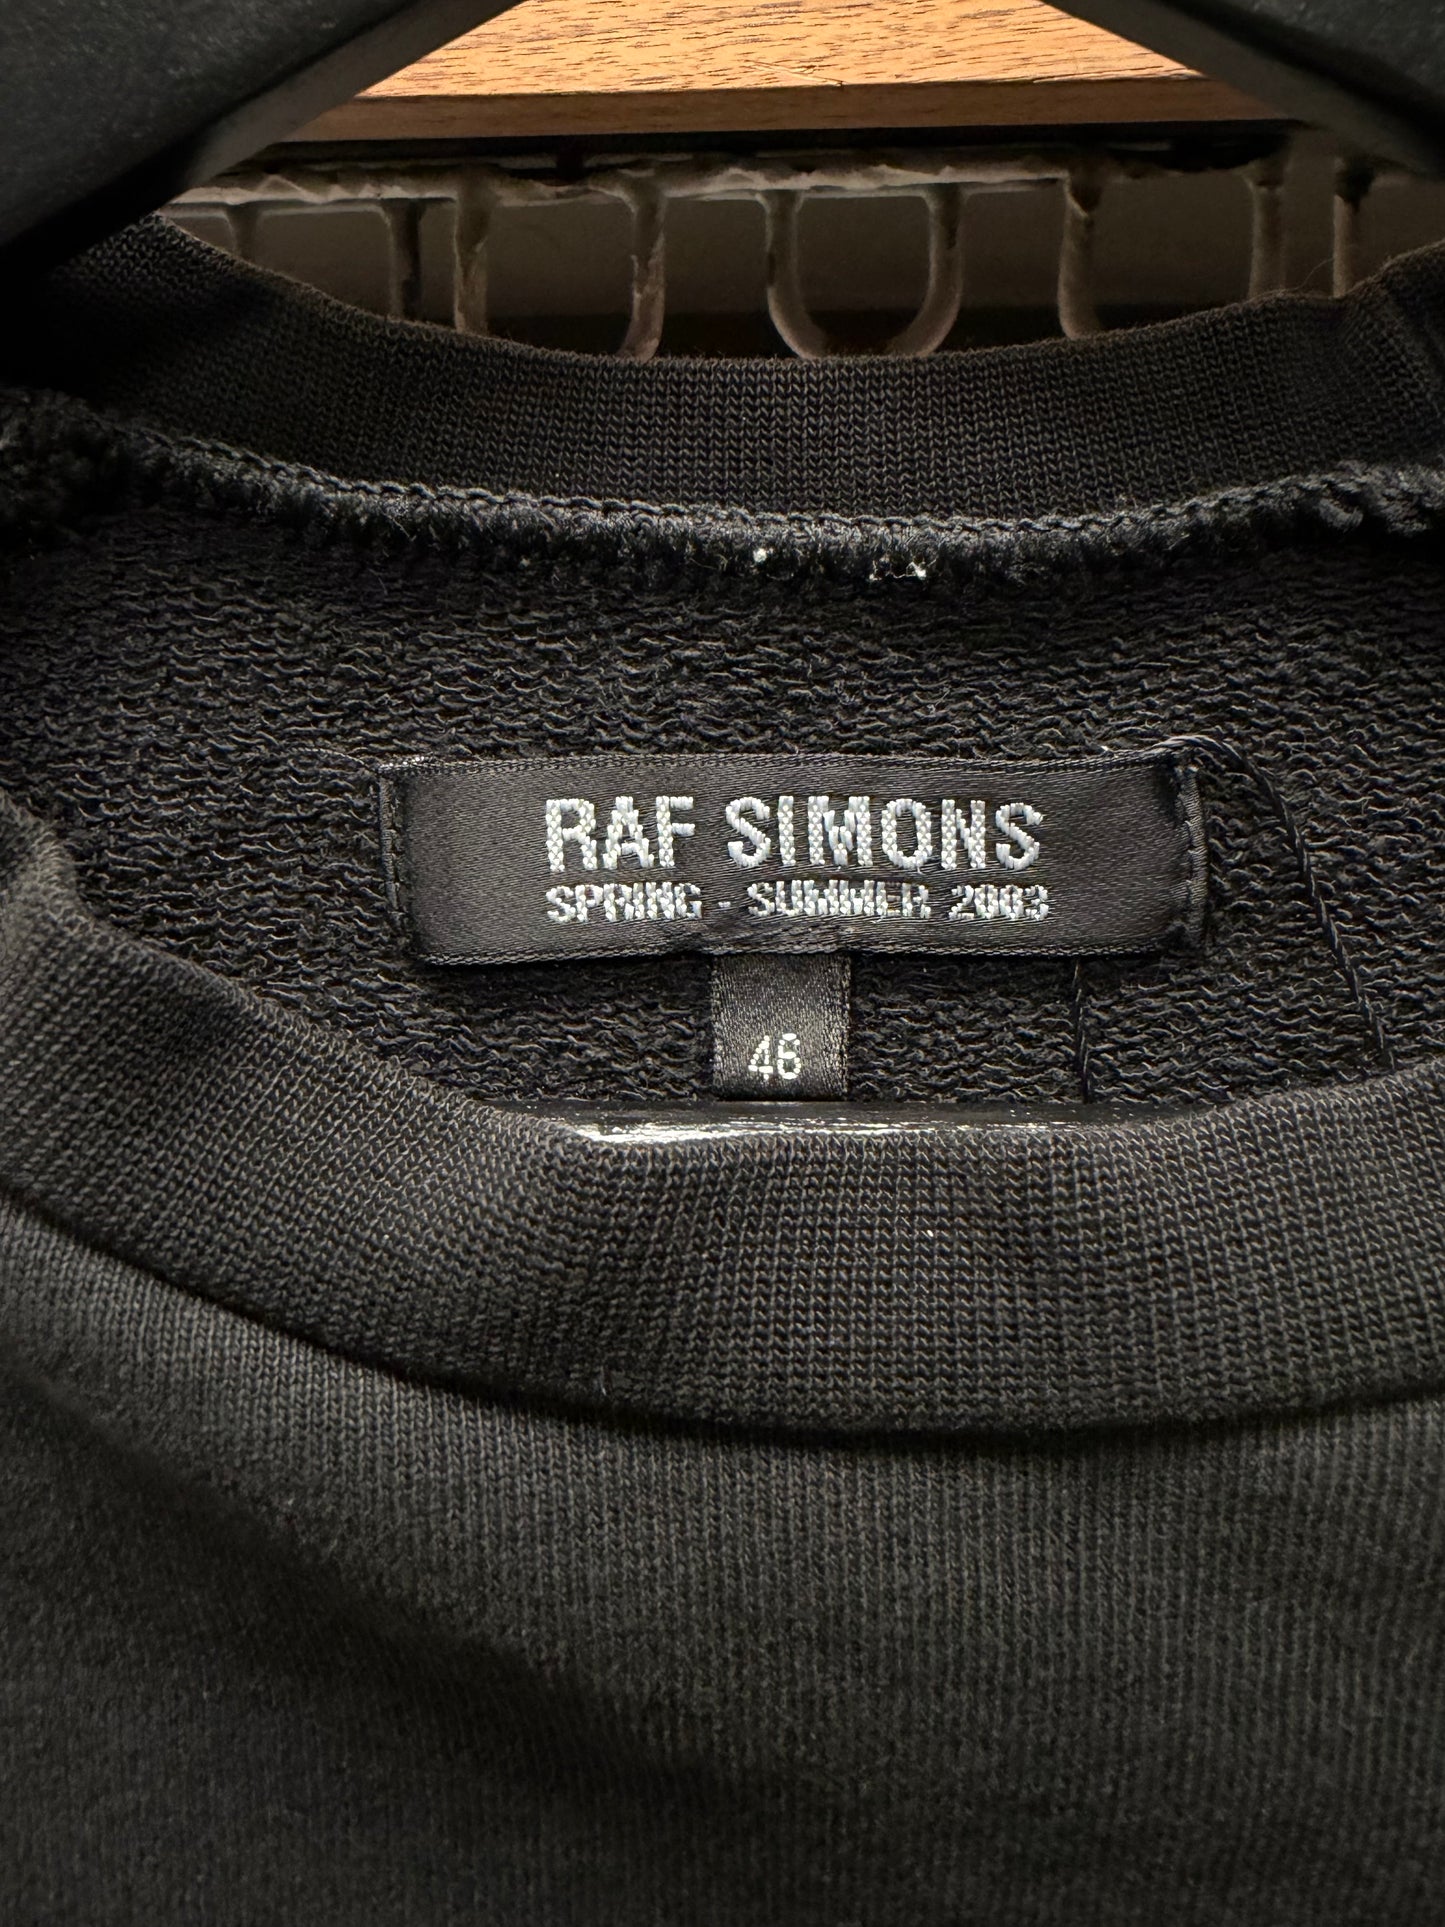 RAF SIMONS
SPRING - SUMMER 2003
46